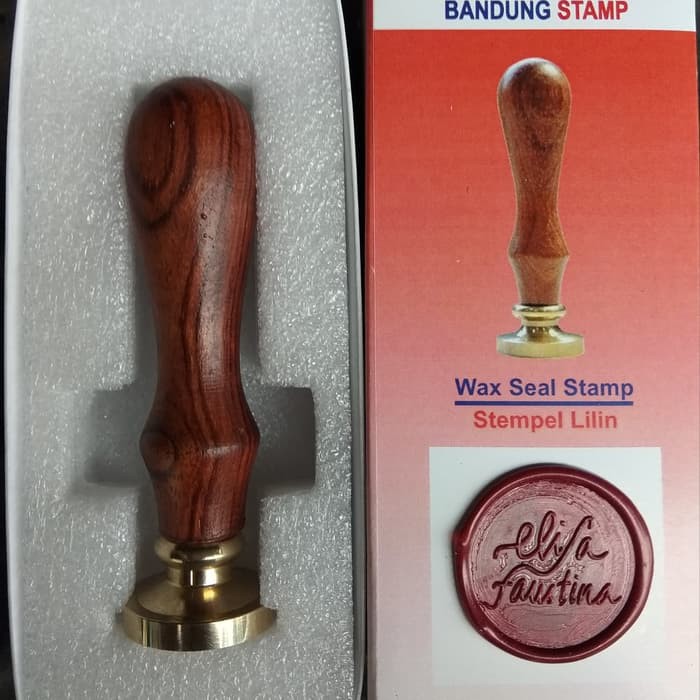 BANDUNG STAMP
Wax Seal Stamp
Stempel Lilin
elisa
faustina